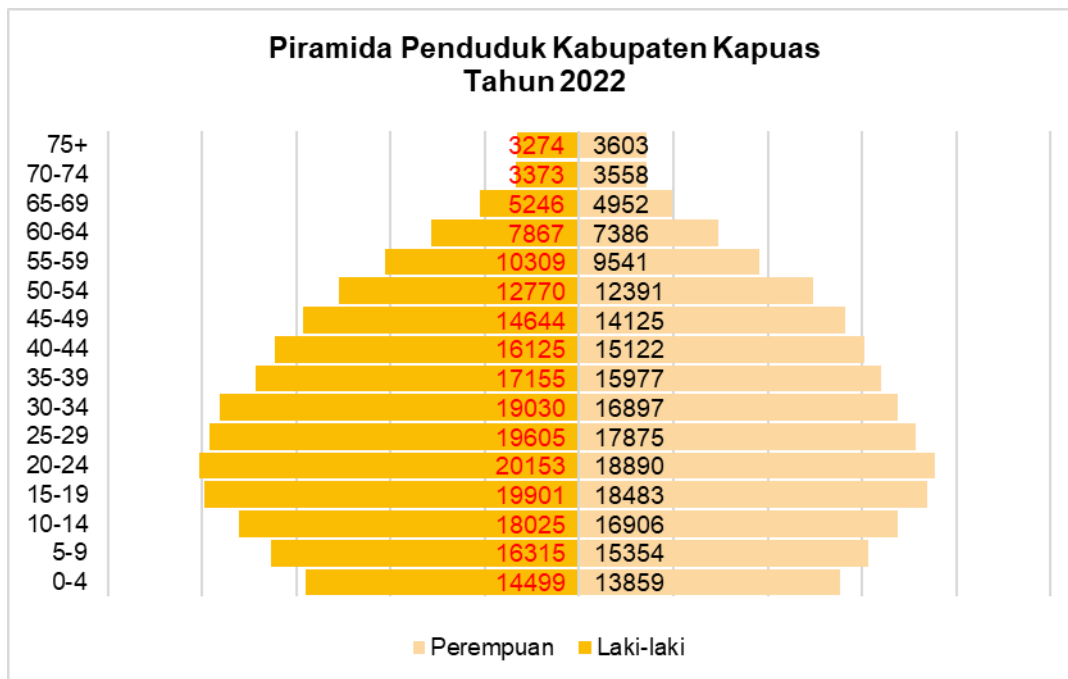 Piramida Penduduk Kabupaten Kapuas
Tahun 2022
75+ 3274 3603
70-74 3373 3558
65-69 5246 4952
60-64 7867 7386
55-59 10309 9541
50-54 12770 12391
45-49 14644 14125
40-44 16125 15122
35-39 17155 15977
30-34 19030 16897
25-29 19605 17875
20-24 20153 18890
15-19 19901 18483
10-14 18025 16906
5-9 16315 15354
0-4 14499 13859
Perempuan Laki-laki